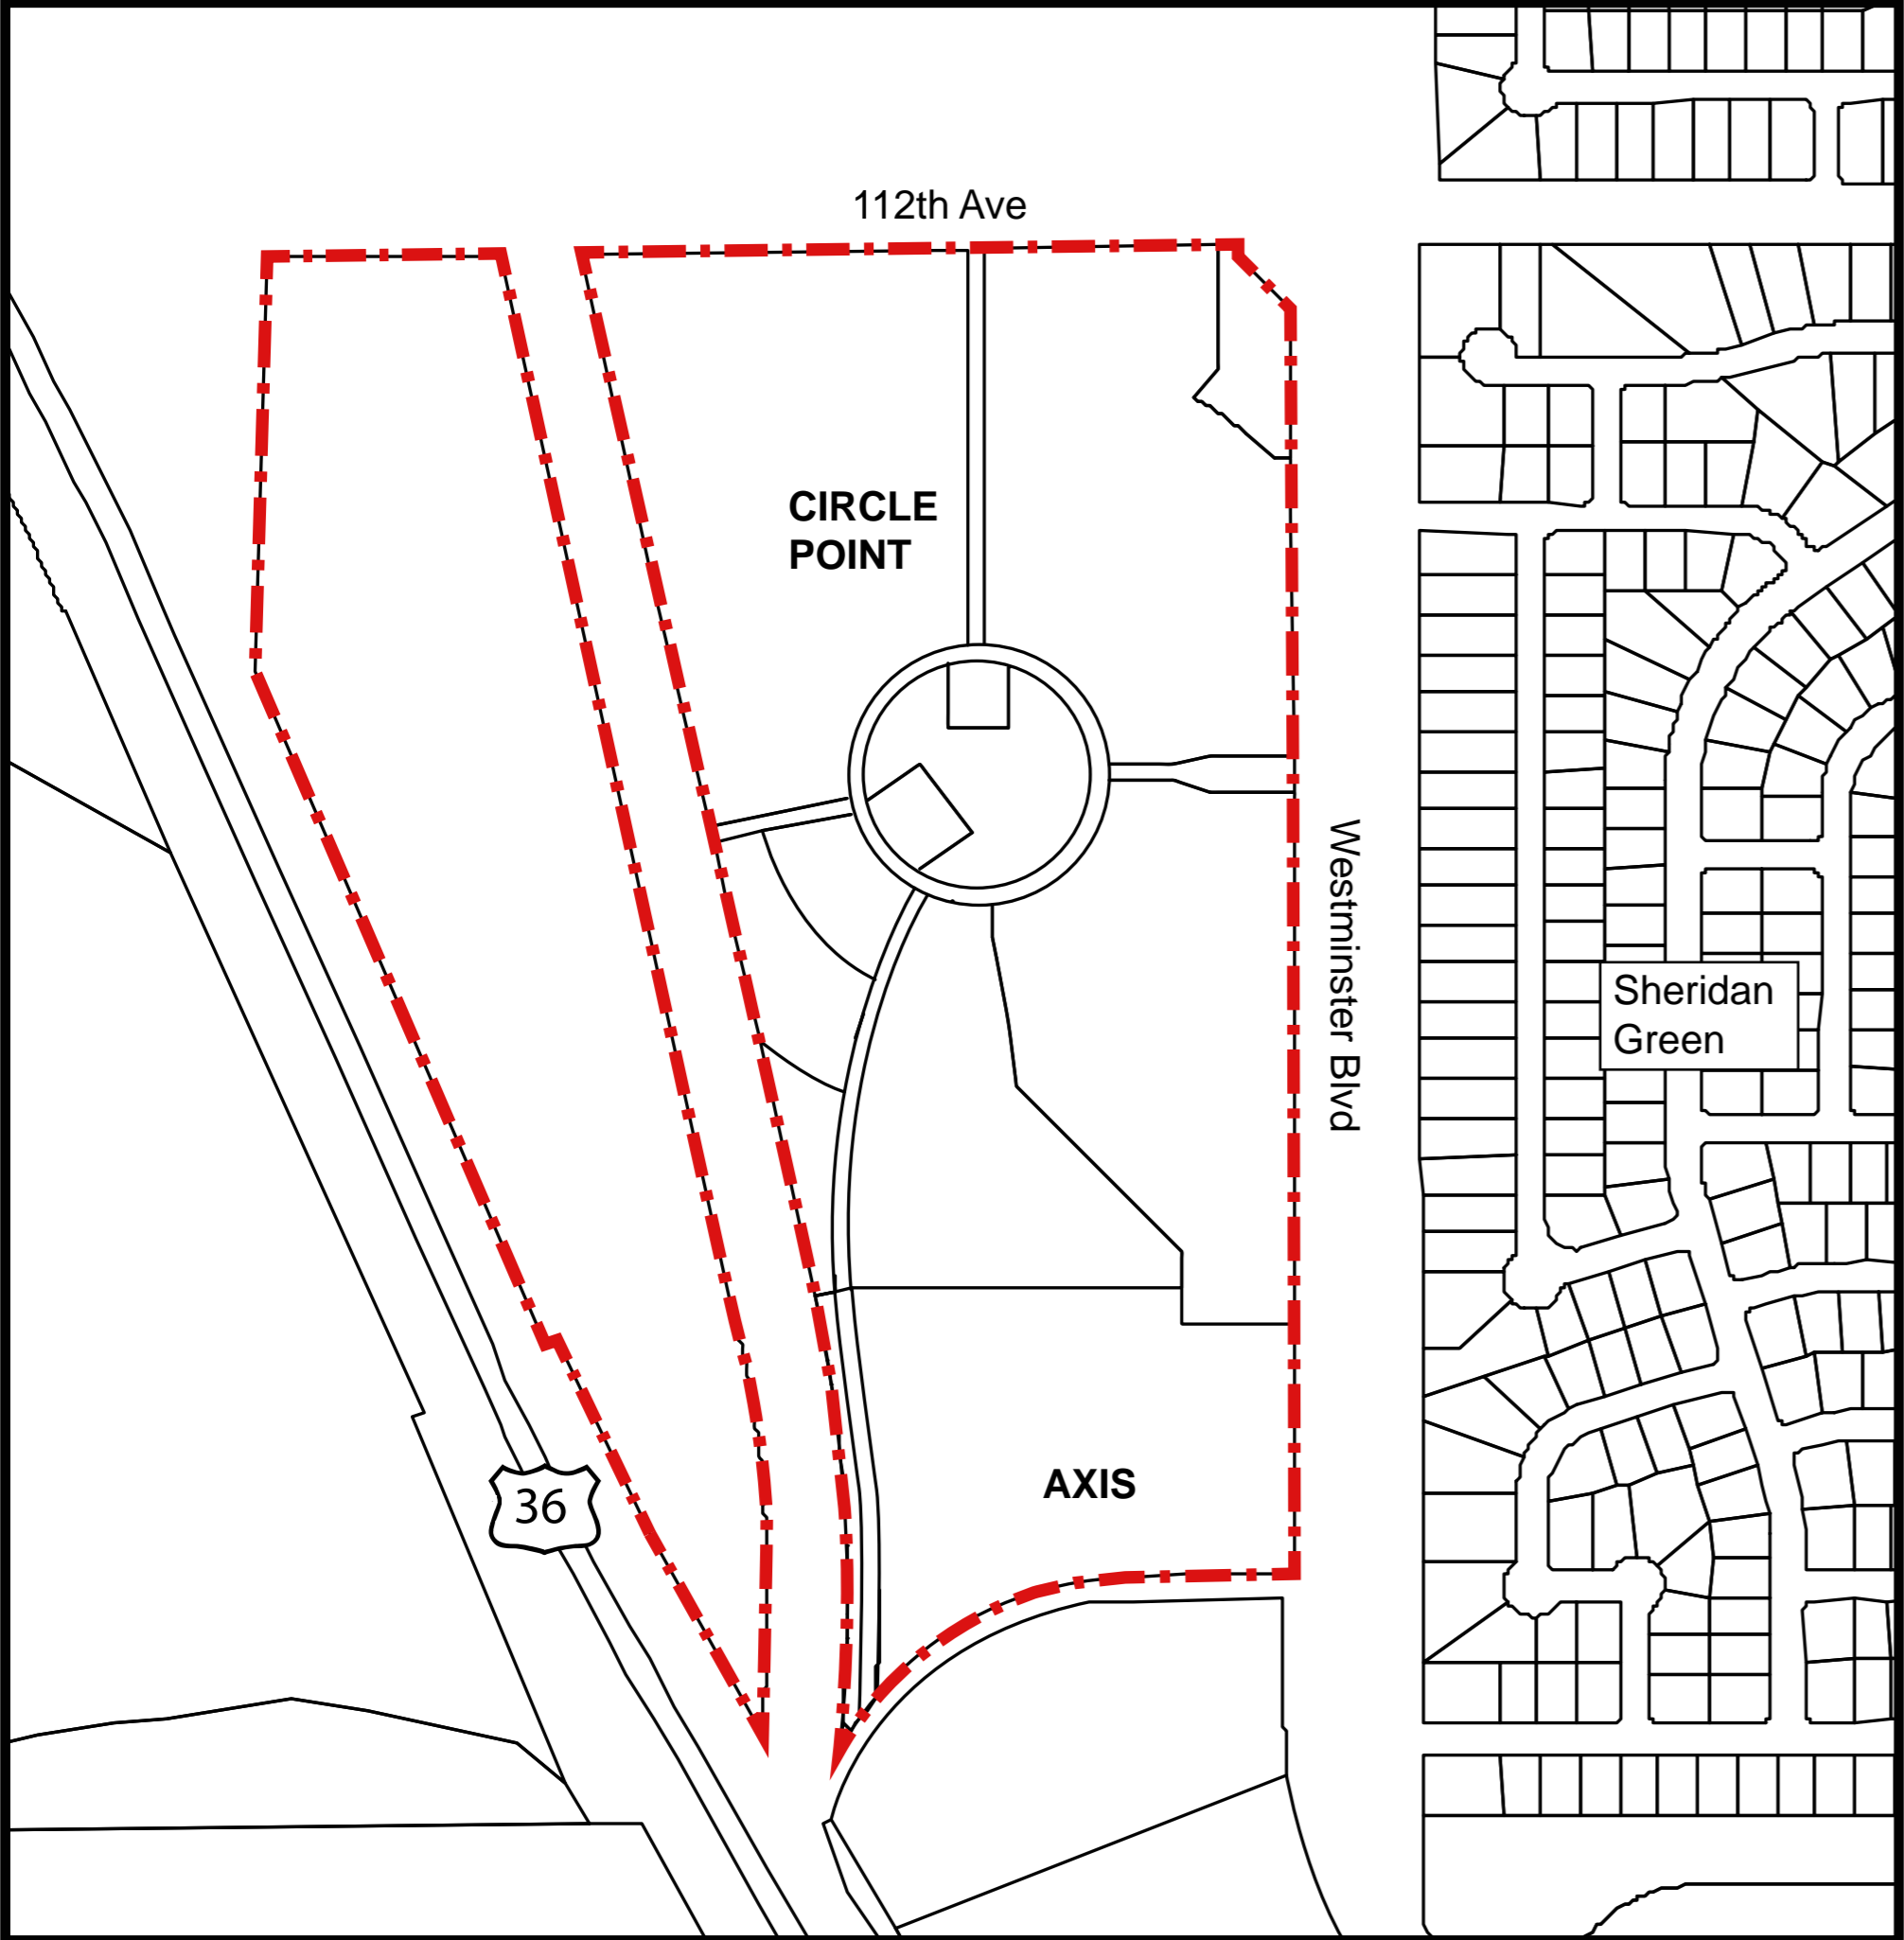 112th Ave
CIRCLE
POINT
Westminster Blvd
Sheridan
Green
AXIS
36